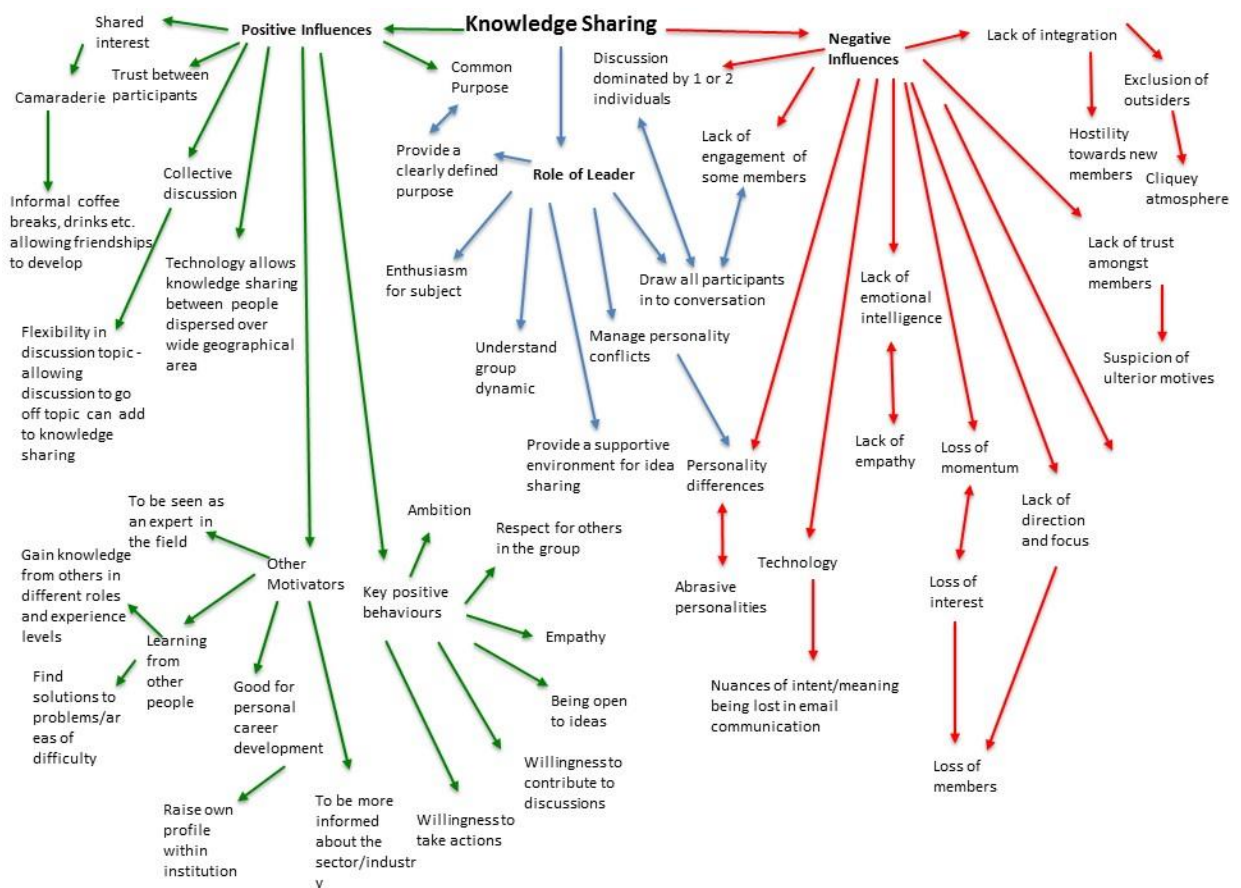 Knowledge Sharing
Positive Influences
Shared
interest
Trust between
participants
Camaraderie
Informal coffee
breaks, drinks etc.
allowing friendships
to develop
Collective
discussion
Flexibility in
discussion topic -
allowing
discussion to go
off topic can add
to knowledge
sharing
Technology allows
knowledge sharing
between people
dispersed over
wide geographical
area
Common
Purpose
Provide a
clearly defined
purpose
Role of Leader
Enthusiasm
for subject
Understand
group
dynamic
Provide a supportive
environment for idea
sharing
Manage personality
conflicts
Draw all participants
in to conversation
Negative
Influences
Discussion
dominated by 1 or 2
individuals
Lack of
engagement of
some members
Lack of integration
Exclusion of
outsiders
Hostility
towards new
members
Cliquey
atmosphere
Lack of trust
amongst
members
Suspicion of
ulterior motives
Lack of
emotional
intelligence
Lack of
empathy
Personality
differences
Abrasive
personalities
Technology
Nuances of intent/meaning
being lost in email
communication
Loss of
momentum
Loss of
interest
Lack of
direction
and focus
Loss of
members
Other
Motivators
To be seen as
an expert in
the field
Gain knowledge
from others in
different roles
and experience
levels
Learning
from
other
people
Find
solutions to
problems/ar
eas of
difficulty
Good for
personal
career
development
Raise own
profile
within
institution
To be more
informed
about the
sector/industr
y
Key positive
behaviours
Ambition
Respect for others
in the group
Empathy
Being open
to ideas
Willingness to
contribute to
discussions
Willingness to
take actions